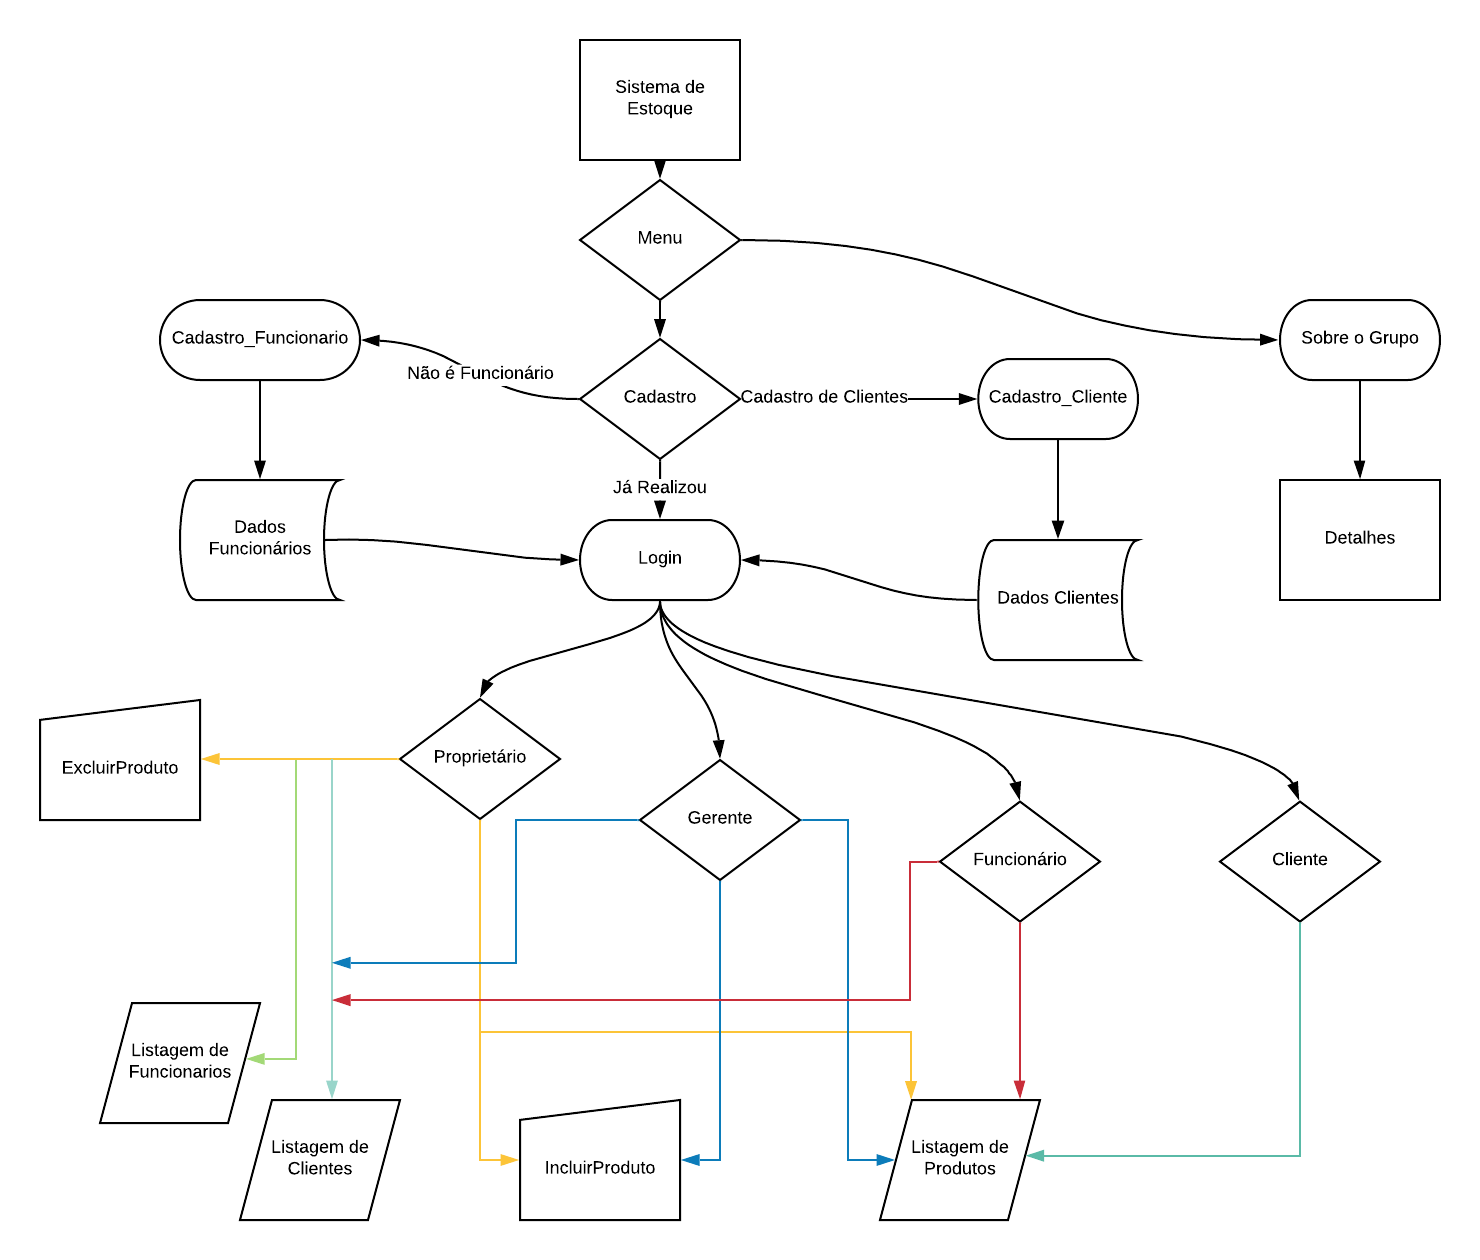 Sistema de
Estoque
Menu
Cadastro_Funcionario
Sobre o Grupo
Não é Funcionário
Cadastro
Cadastro de Clientes
Cadastro_Cliente
Já Realizou
Dados
Funcionários
Login
Detalhes
Dados Clientes
Proprietário
ExcluirProduto
Gerente
Funcionário
Cliente
Listagem de
Funcionarios
Listagem de
Clientes
IncluirProduto
Listagem de
Produtos